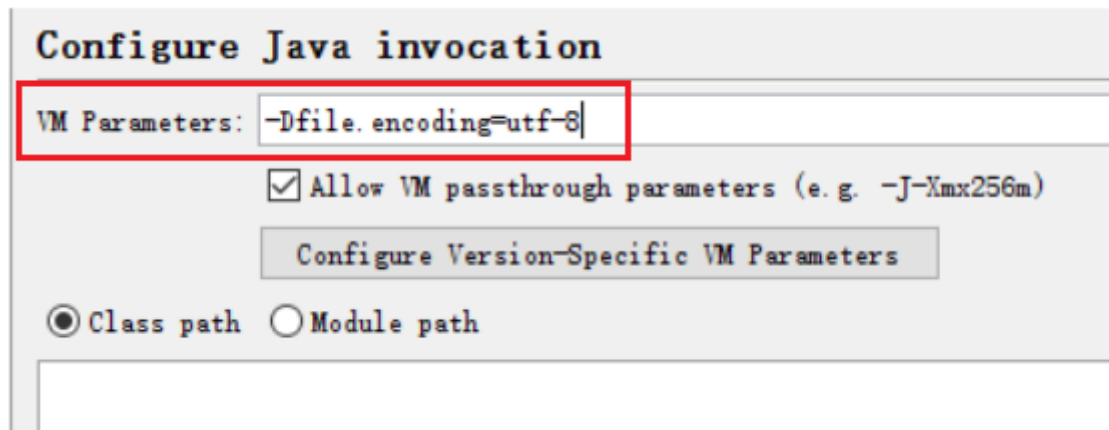 Configure Java invocation
VM Parameters: -Dfile.encoding=utf-8
Allow VM passthrough parameters (e.g. -J-Xmx256m)
Configure Version-Specific VM Parameters
Class path Module path